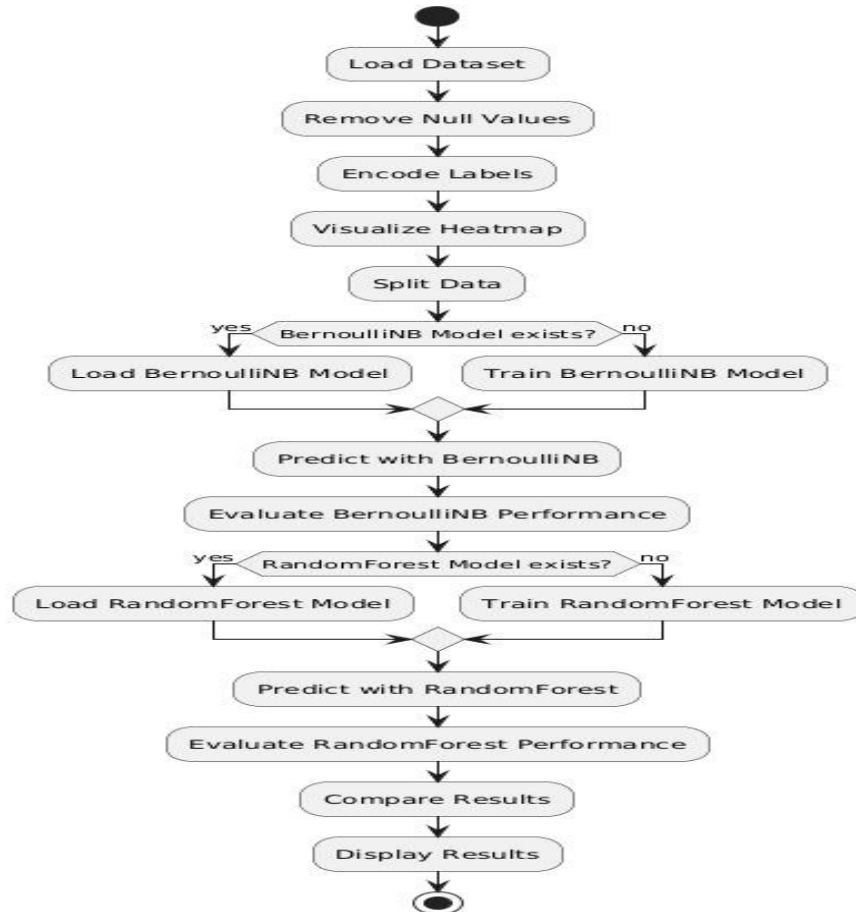 Load Dataset
Remove Null Values
Encode Labels
Visualize Heatmap
Split Data
yes
BernoulliNB Model exists?
no
Load BernoulliNB Model
Train BernoulliNB Model
Predict with BernoulliNB
Evaluate BernoulliNB Performance
yes
RandomForest Model exists?
no
Load RandomForest Model
Train RandomForest Model
Predict with RandomForest
Evaluate RandomForest Performance
Compare Results
Display Results